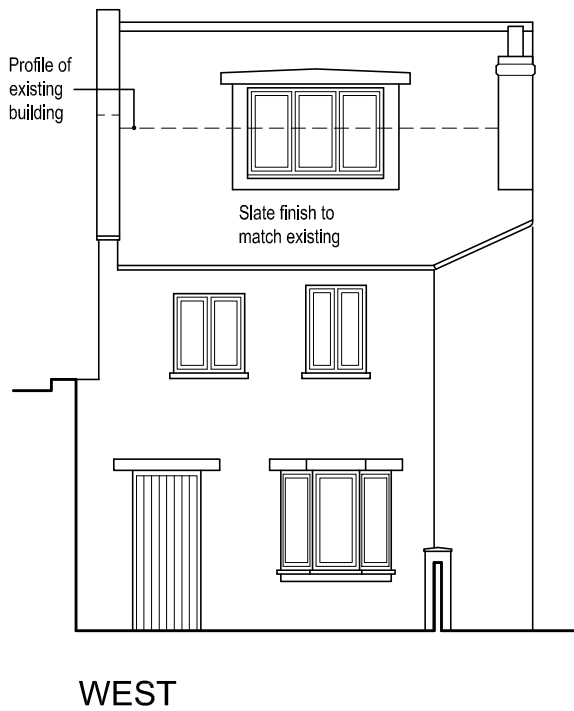 Profile of
existing
building
Slate finish to
match existing
WEST